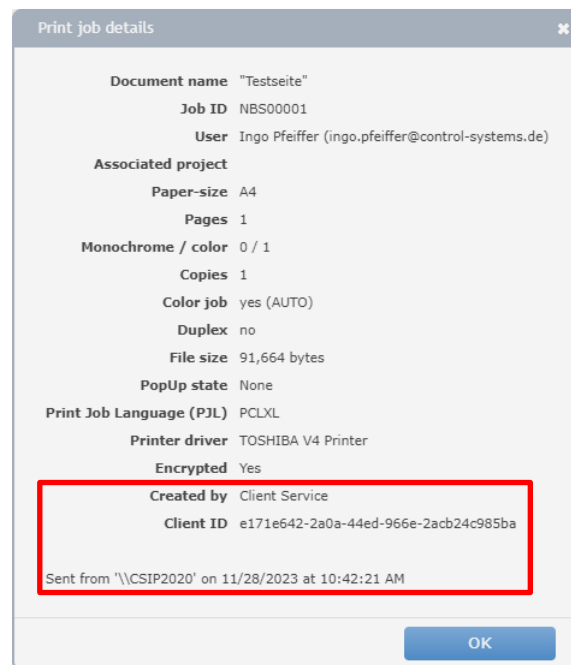 Print job details
Document name "Testseite"
Job ID NBS00001
User Ingo Pfeiffer (ingo.pfeiffer@control-systems.de)
Associated project
Paper-size A4
Pages 1
Monochrome / color 0 / 1
Copies 1
Color job yes (AUTO)
Duplex no
File size 91,664 bytes
PopUp state None
Print Job Language (PJL) PCLXL
Printer driver TOSHIBA V4 Printer
Encrypted Yes
Created by Client Service
Client ID e171e642-2a0a-44ed-966e-2acb24c985ba
Sent from '\\CSIP2020' on 11/28/2023 at 10:42:21 AM
OK